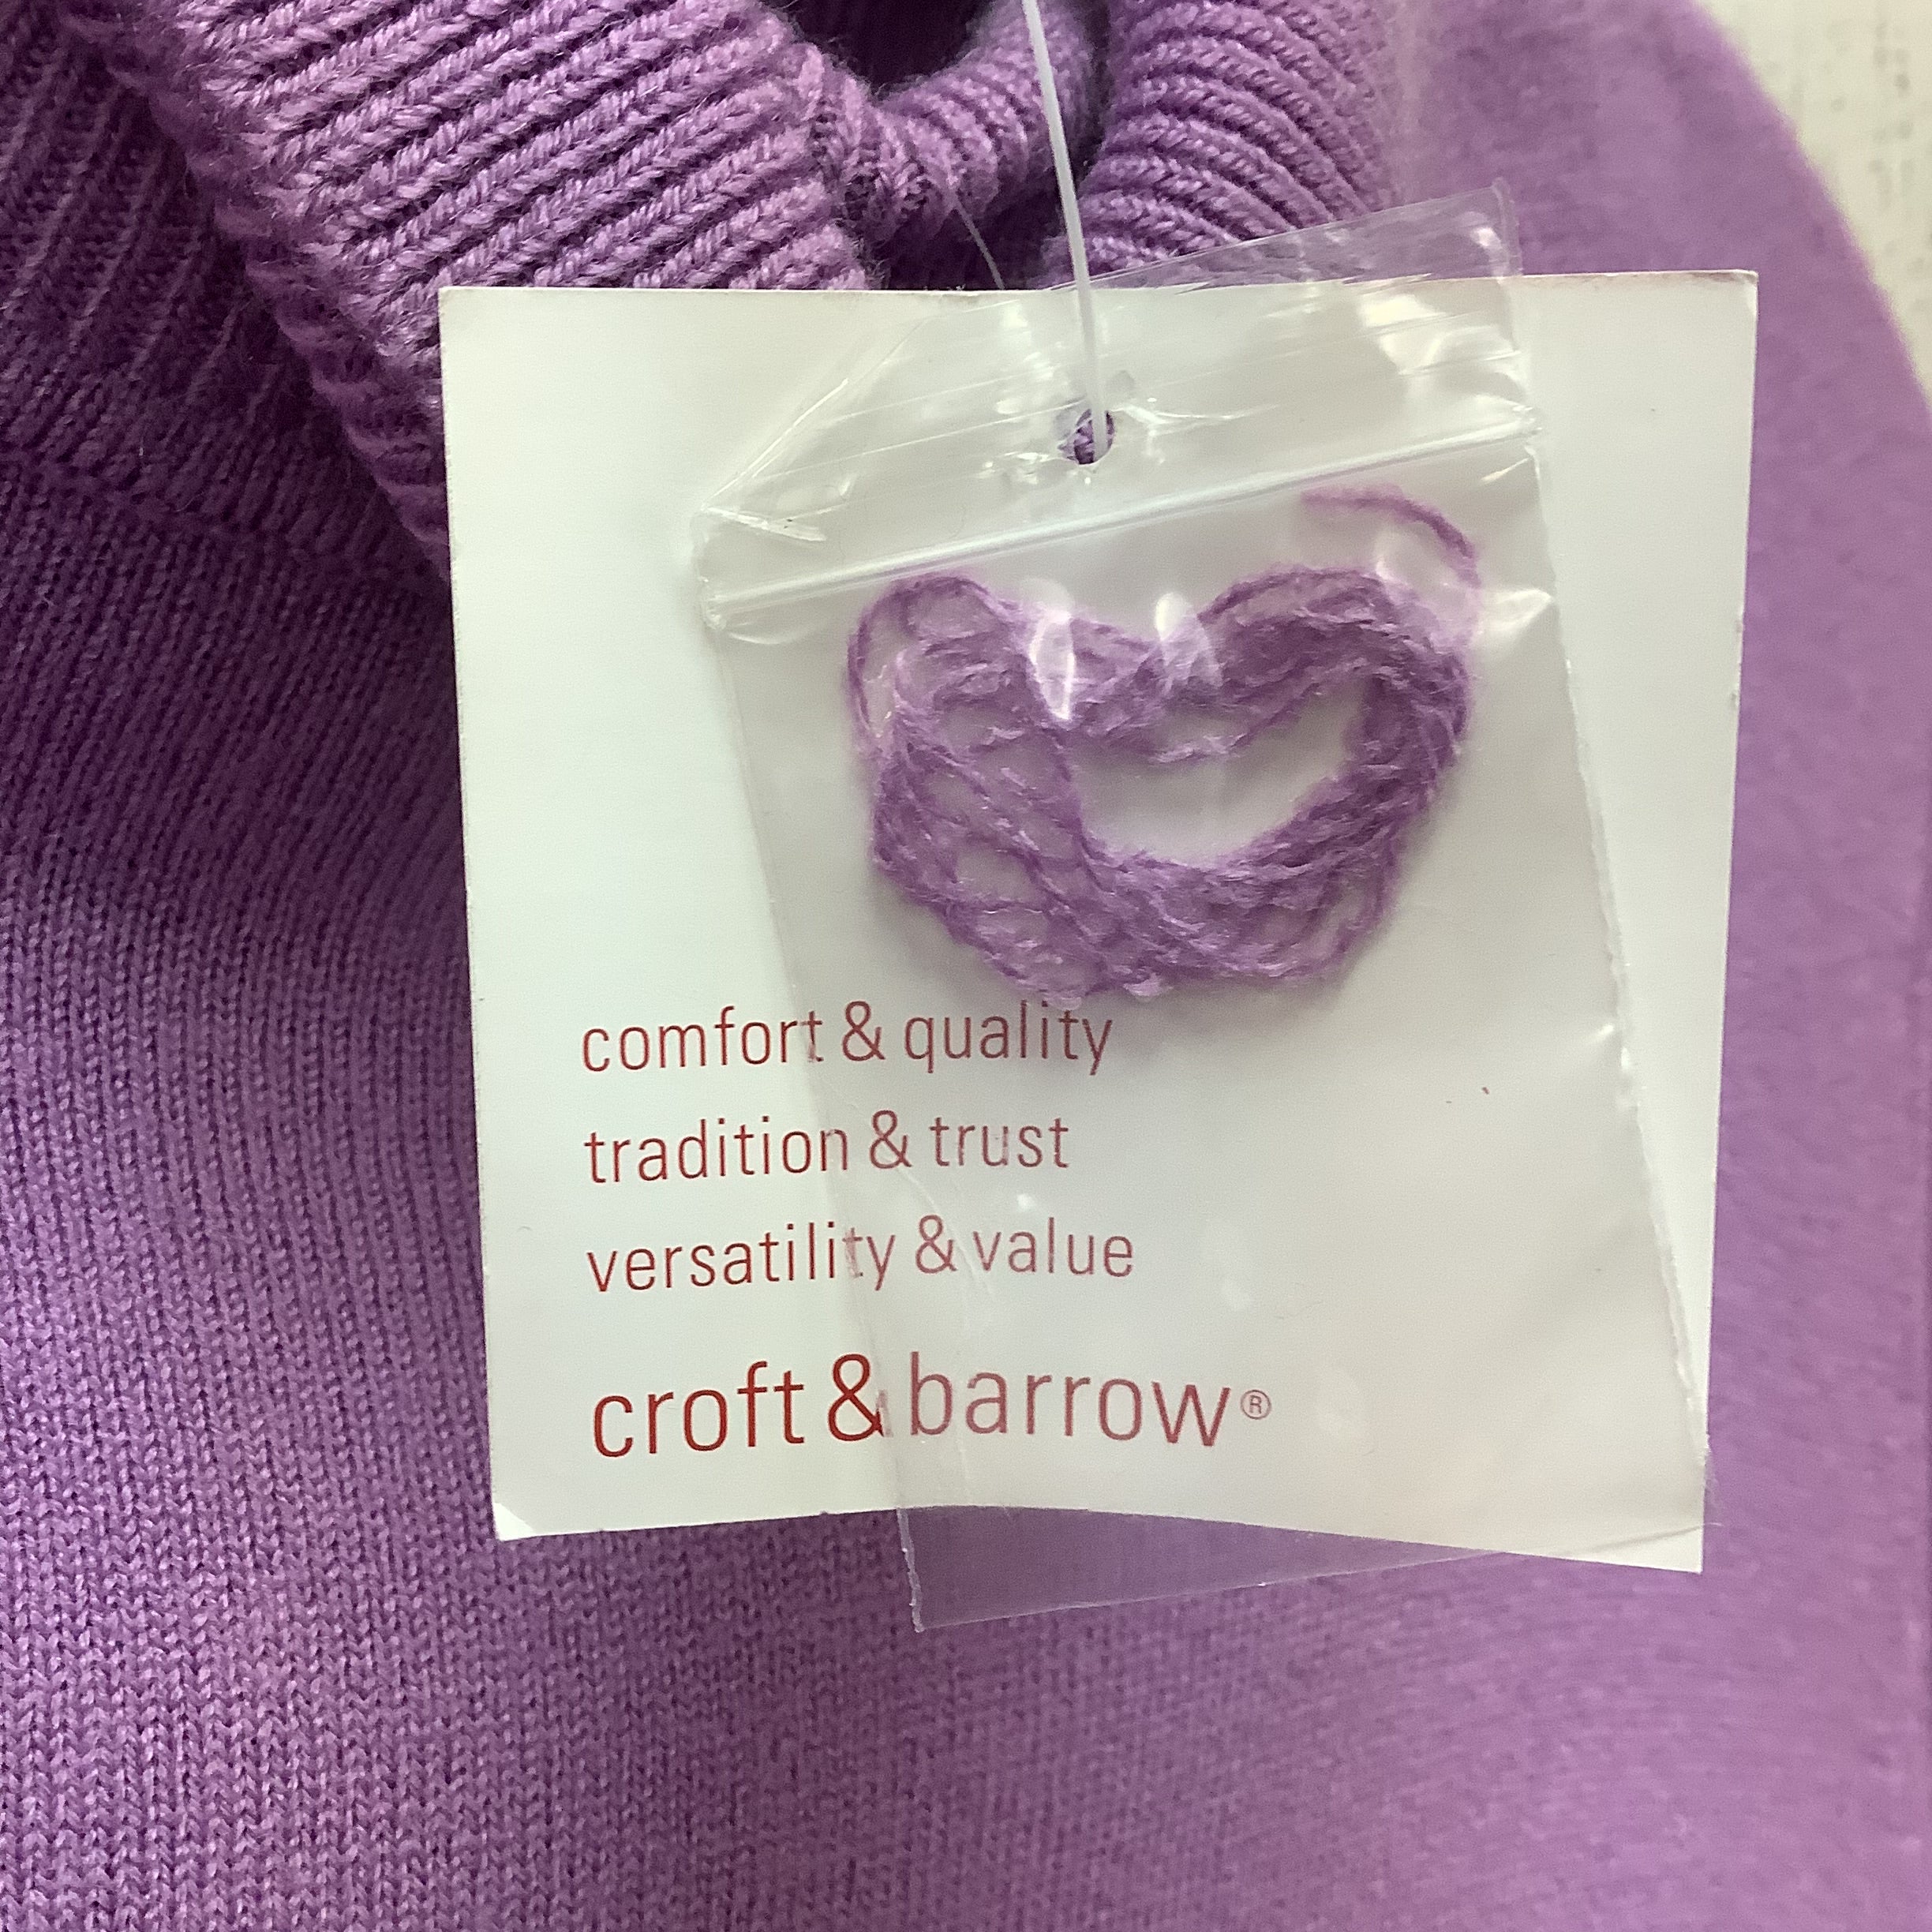 comfort & quality
tradition & trust
versatility & value
croft & barrow®